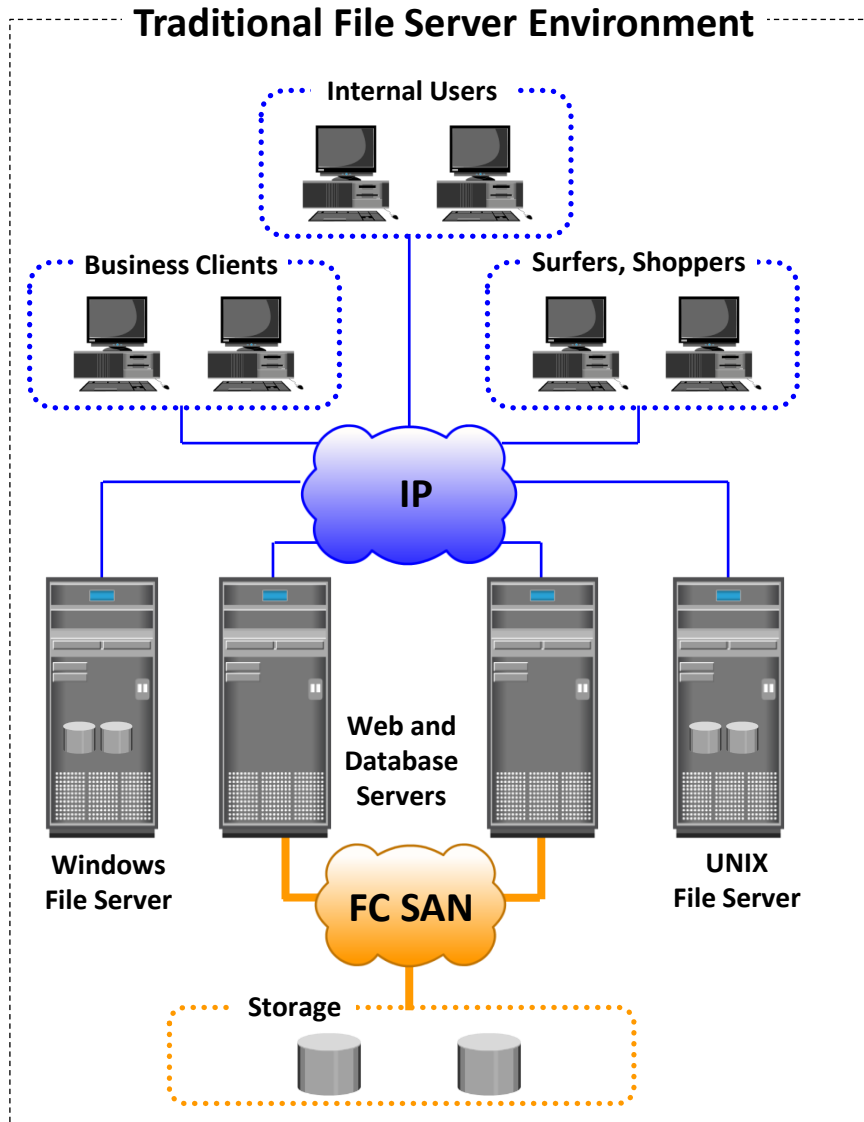 Traditional File Server Environment
Internal Users
Business Clients
Surfers, Shoppers
IP
Web and
Database
Servers
Windows
File Server
UNIX
File Server
FC SAN
Storage